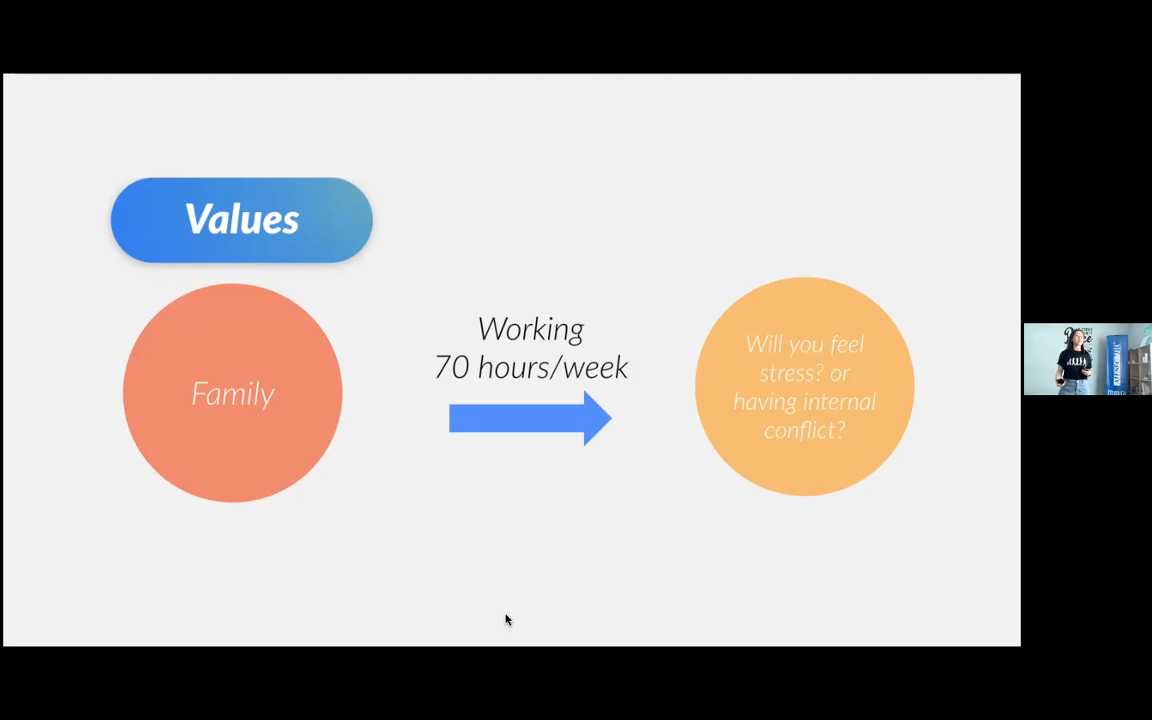 Values
Family
Working
70 hours/week
Will you feel
stress? or
having internal
conflict?